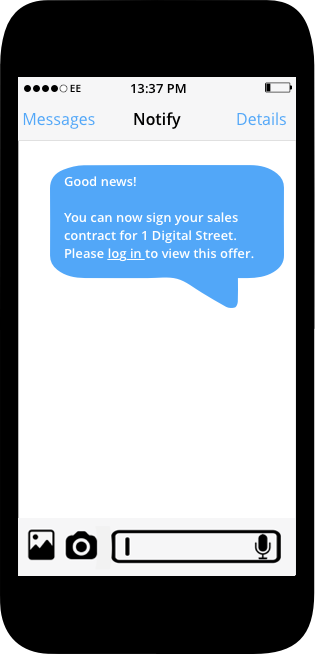 EE 13:37 PM
Messages Notify Details
Good news!
You can now sign your sales
contract for 1 Digital Street.
Please log in to view this offer.